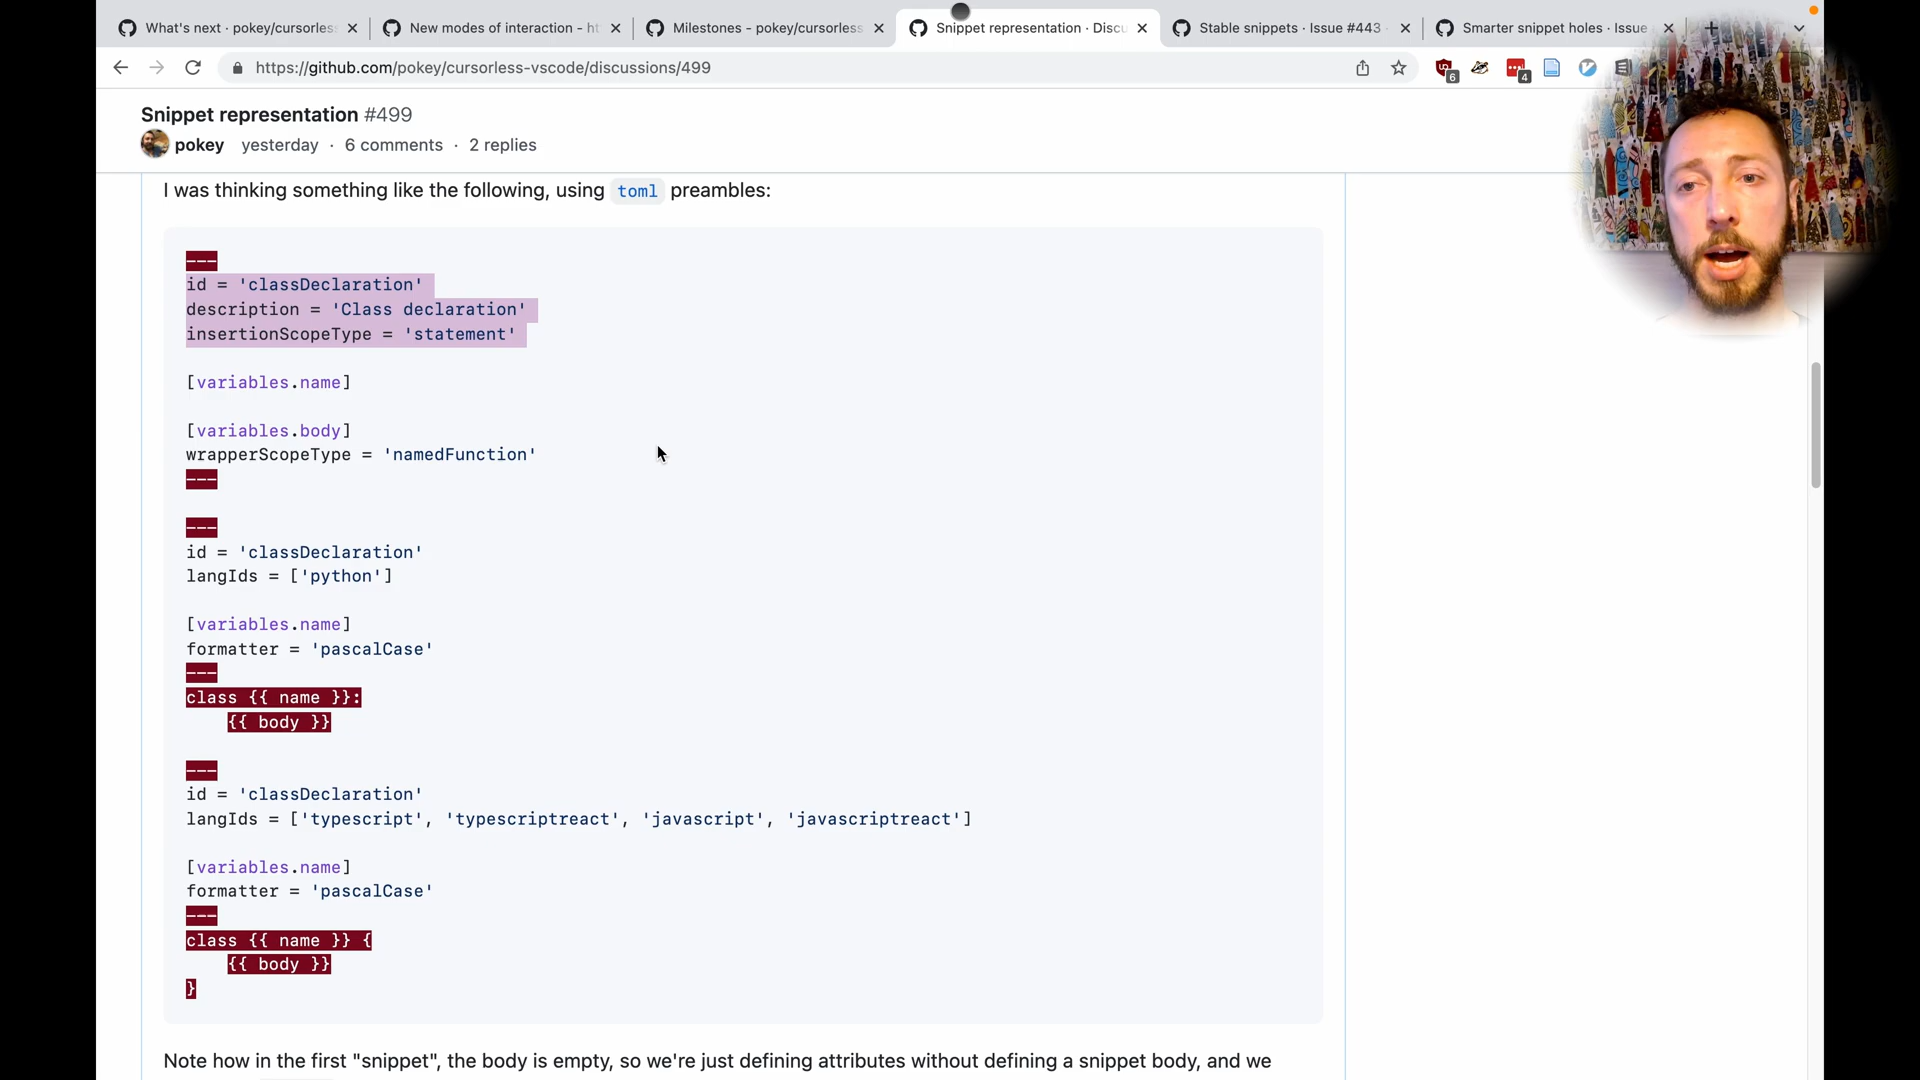 What's next · pokey/cursorless
New modes of interaction - ht
Milestones - pokey/cursorless
Snippet representation · Discu
Stable snippets · Issue #443 ·
Smarter snippet holes · Issue
https://github.com/pokey/cursorless-vscode/discussions/499
6
4
Snippet representation #499
pokey yesterday · 6 comments · 2 replies
I was thinking something like the following, using toml preambles:
---
id = 'classDeclaration'
description = 'Class declaration'
insertionScopeType = 'statement'
[variables.name]
[variables.body]
wrapperScopeType = 'namedFunction'
---
---
id = 'classDeclaration'
langIds = ['python']
[variables.name]
formatter = 'pascalCase'
---
class {{ name }}:
{{ body }}
---
id = 'classDeclaration'
langIds = ['typescript', 'typescriptreact', 'javascript', 'javascriptreact']
[variables.name]
formatter = 'pascalCase'
---
class {{ name }} {
{{ body }}
}
Note how in the first "snippet", the body is empty, so we're just defining attributes without defining a snippet body, and we